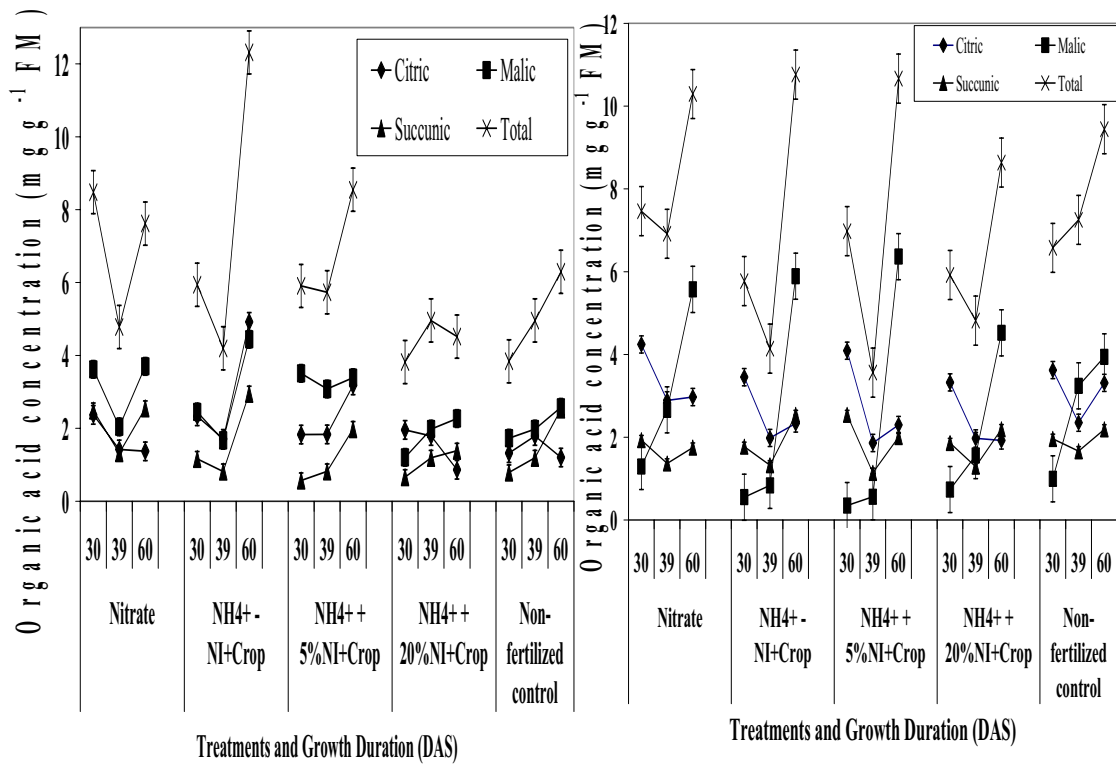 Organic acid concentration (mg g -1 FM)
12
10
8
6
4
2
0
Citric Malic
Succunic Total
30 39 60 30 39 60 30 39 60 30 39 60 30 39 60
Nitrate NH4+ - NH4+ + NH4+ + Non-
NI+Crop 5%NI+Crop 20%NI+Crop fertilized
control
Treatments and Growth Duration (DAS)
Organic acid concentration (mg g -1 FM)
12
10
8
6
4
2
0
Citric Malic
Succunic Total
30 39 60 30 39 60 30 39 60 30 39 60 30 39 60
Nitrate NH4+ - NH4+ + NH4+ + Non-
NI+Crop 5%NI+Crop 20%NI+Crop fertilized
control
Treatments and Growth Duration (DAS)